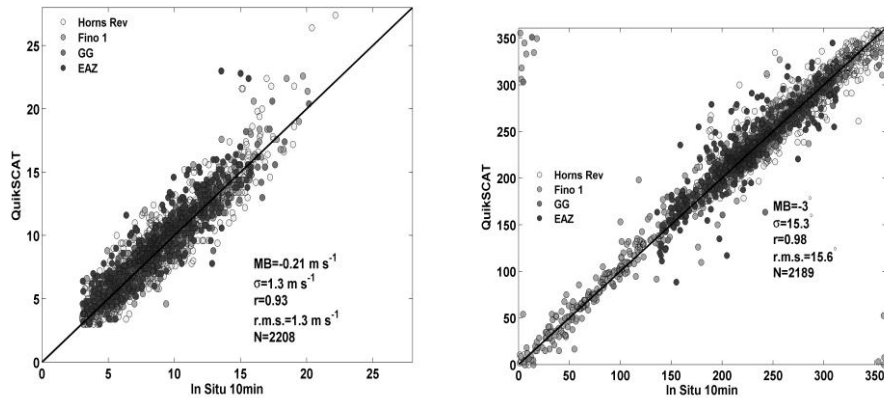 Horns Rev
Fino 1
GG
EAZ
25
20
15
10
5
0
QuikSCAT
MB=-0.21 m s⁻¹
σ=1.3 m s⁻¹
r=0.93
r.m.s.=1.3 m s⁻¹
N=2208
0 5 10 15 20 25
In Situ 10min
350
300
250
200
150
100
50
0
QuikSCAT
Horns Rev
Fino 1
GG
EAZ
MB=-3°
σ=15.3°
r=0.98
r.m.s=15.6°
N=2189
0 50 100 150 200 250 300 350
In Situ 10min